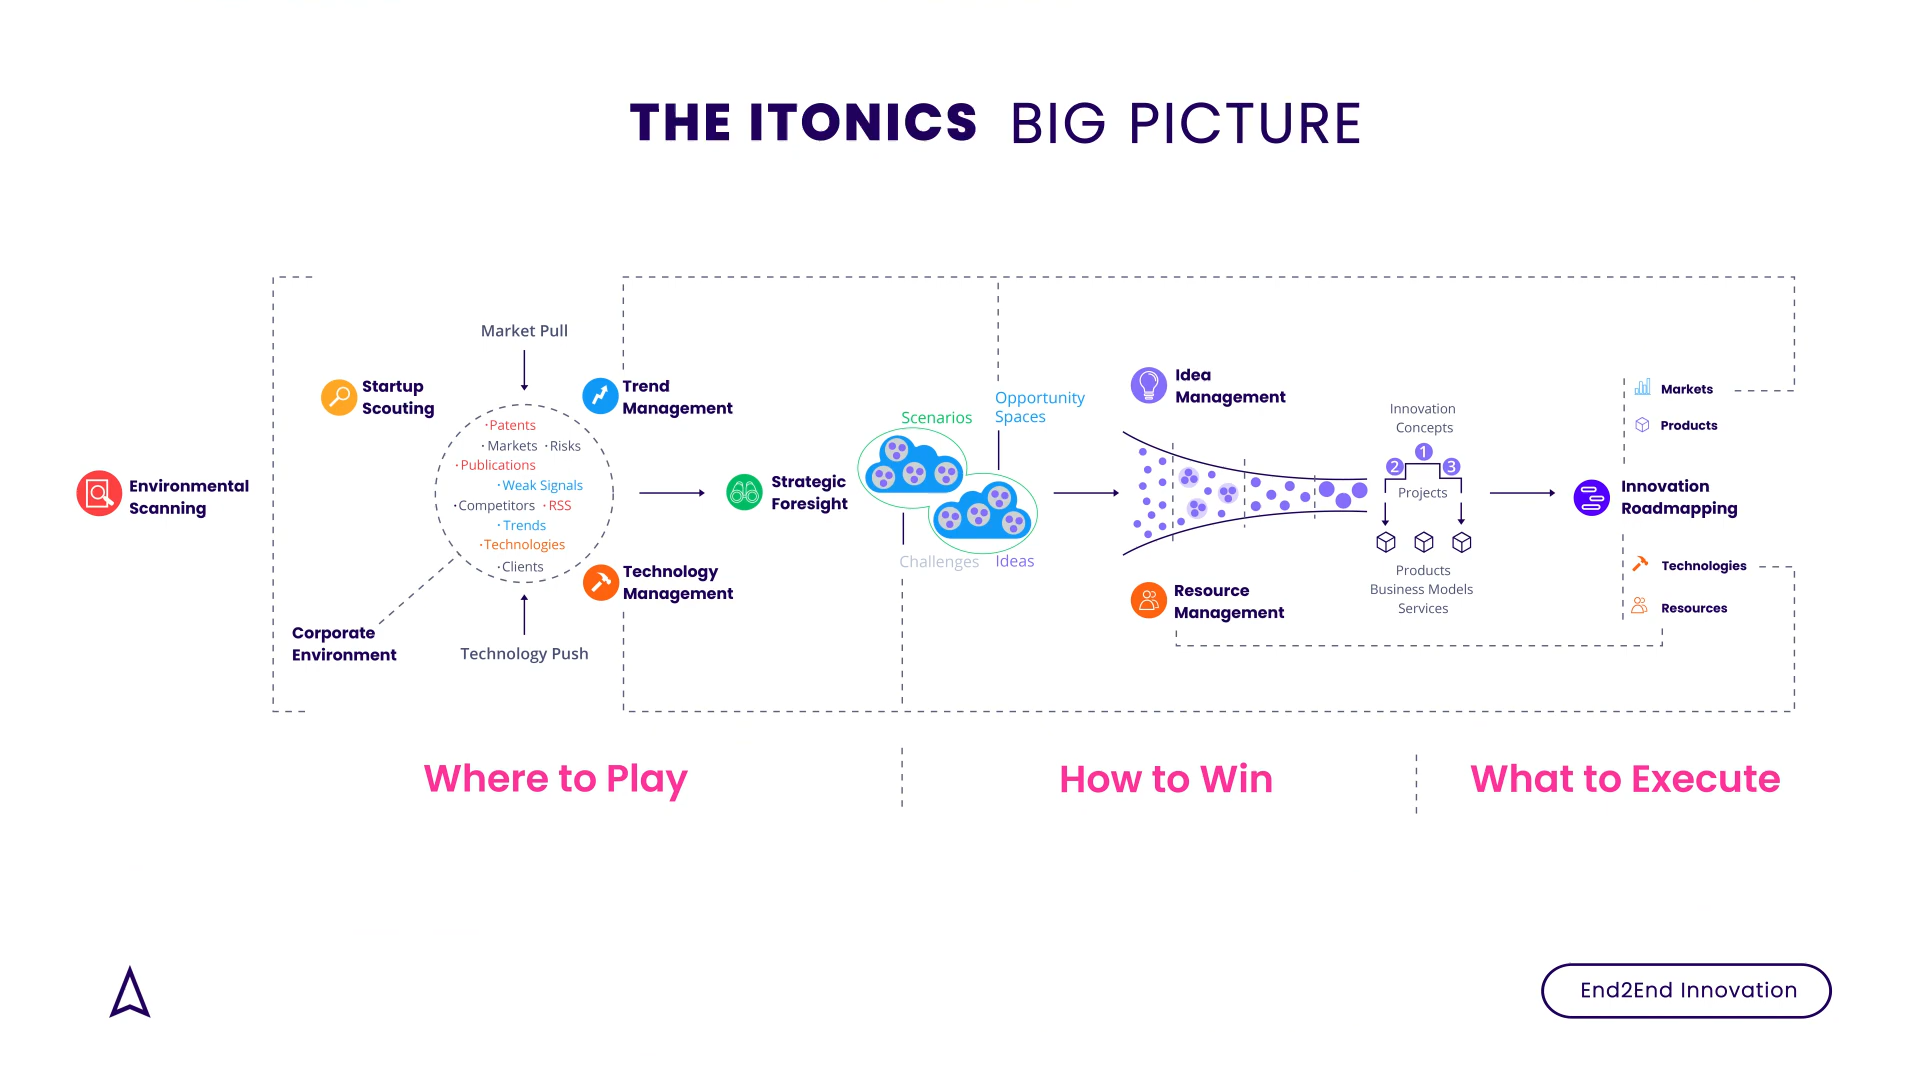 THE ITONICS BIG PICTURE
Environmental
Scanning
Startup
Scouting
Market Pull
Trend
Management
·Patents
·Markets ·Risks
·Publications
·Weak Signals
·Competitors ·RSS
·Trends
·Technologies
·Clients
Technology
Management
Corporate
Environment
Technology Push
Strategic
Foresight
Scenarios
Opportunity
Spaces
Challenges
Ideas
Idea
Management
Resource
Management
Innovation
Concepts
1
2
3
Projects
Products
Business Models
Services
Innovation
Roadmapping
Markets
Products
Technologies
Resources
Where to Play
How to Win
What to Execute
End2End Innovation